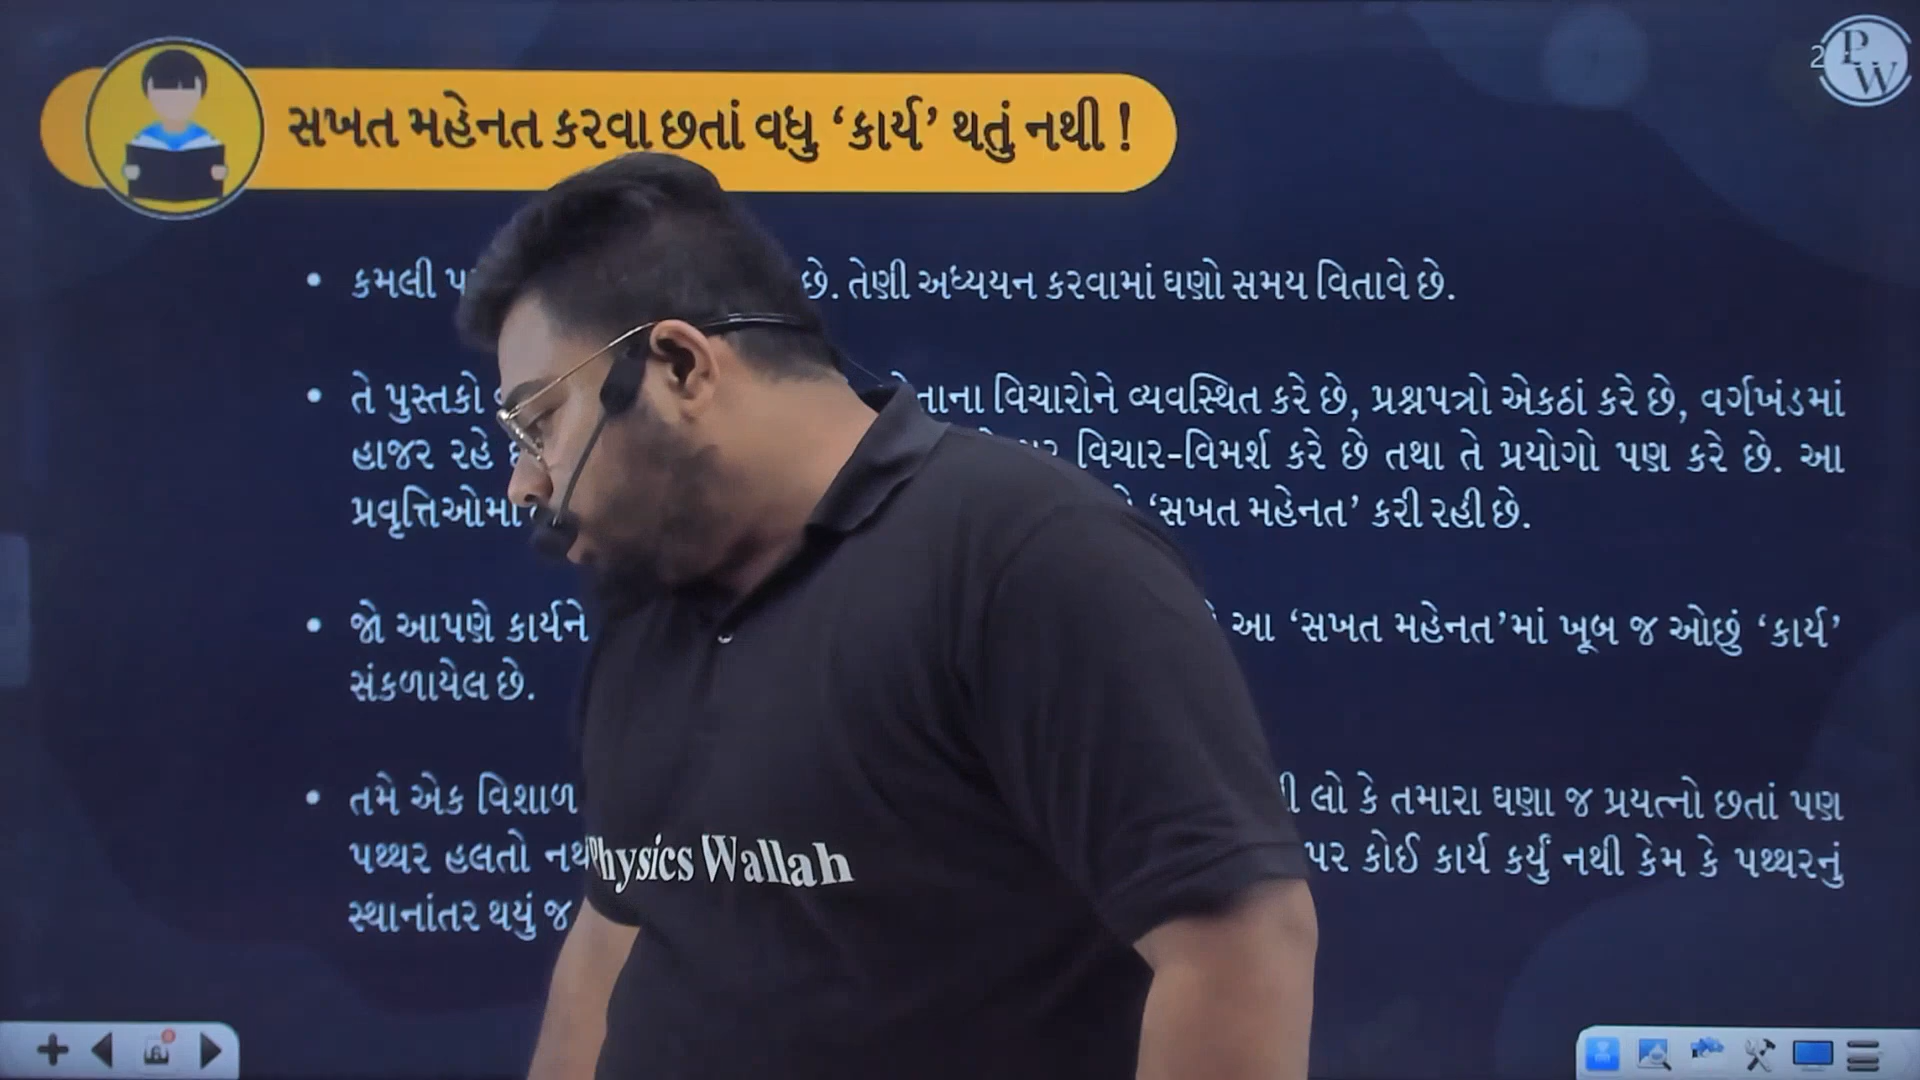 સખત મહેનત કરવા છતાં વધુ ‘કાર્ય’ થતું નથી !
PW
2
• કમલી છે. તેણી અધ્યયન કરવામાં ઘણો સમય વિતાવે છે.
• તે પુસ્તકો વિચારોને વ્યવસ્થિત કરે છે, પ્રશ્નપત્રો એકઠાં કરે છે, વર્ગખંડમાં
હાજર રહે વિચાર-વિમર્શ કરે છે તથા તે પ્રયોગો પણ કરે છે. આ
‘સખત મહેનત’ કરી રહી છે.
• જો આપણે કાર્યને આ ‘સખત મહેનત’માં ખૂબ જ ઓછું ‘કાર્ય’
સંકળાયેલ છે.
• તમે એક વિશાળ લો કે તમારા ઘણા જ પ્રયત્નો છતાં પણ
પથ્થર હલતો પર કોઈ કાર્ય કર્યું નથી કેમ કે પથ્થરનું
સ્થાનાંતર થયું જ
Physics Wallah